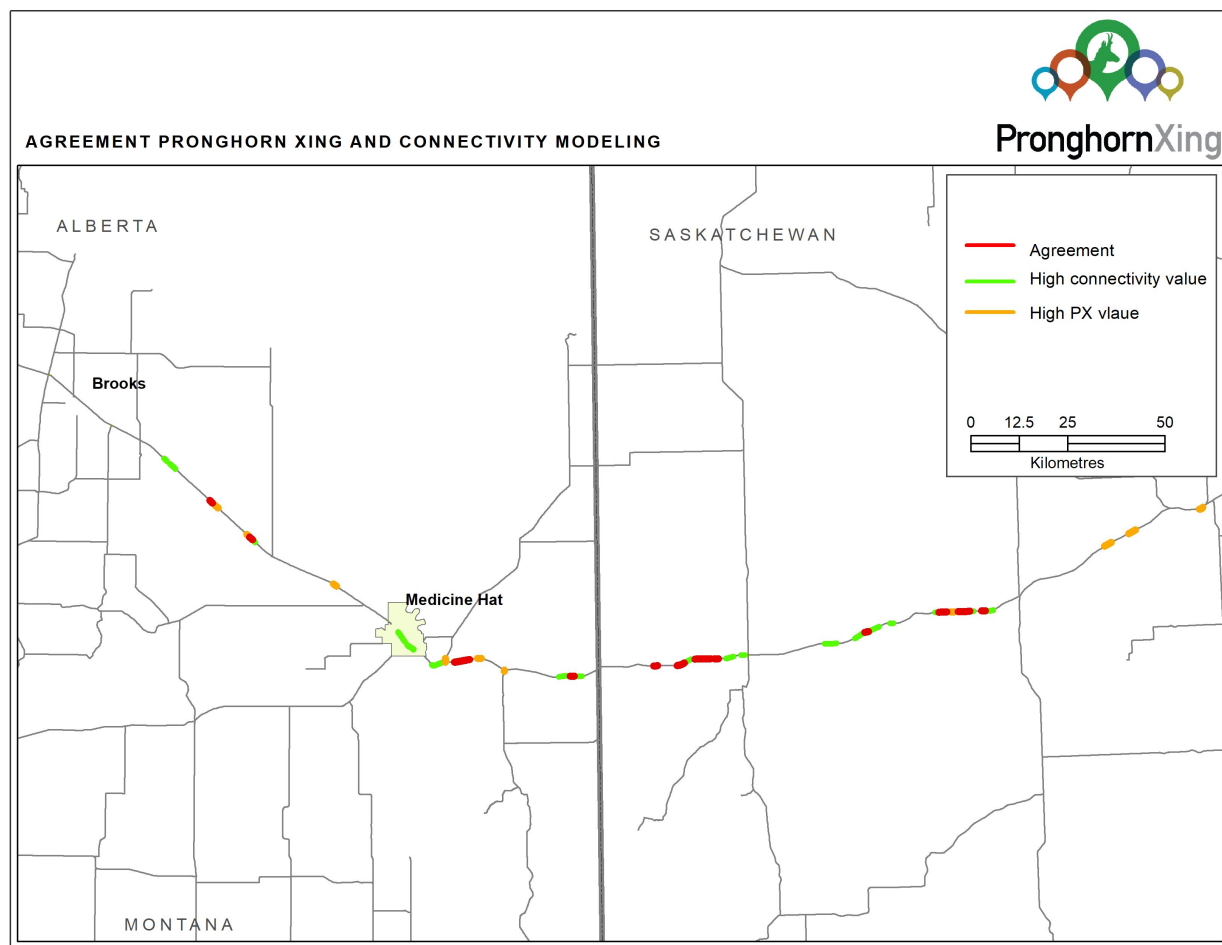 PronghornXing
AGREEMENT PRONGHORN XING AND CONNECTIVITY MODELING
ALBERTA
SASKATCHEWAN
Agreement
High connectivity value
High PX vlaue
Brooks
0 12.5 25 50
Kilometres
Medicine Hat
MONTANA